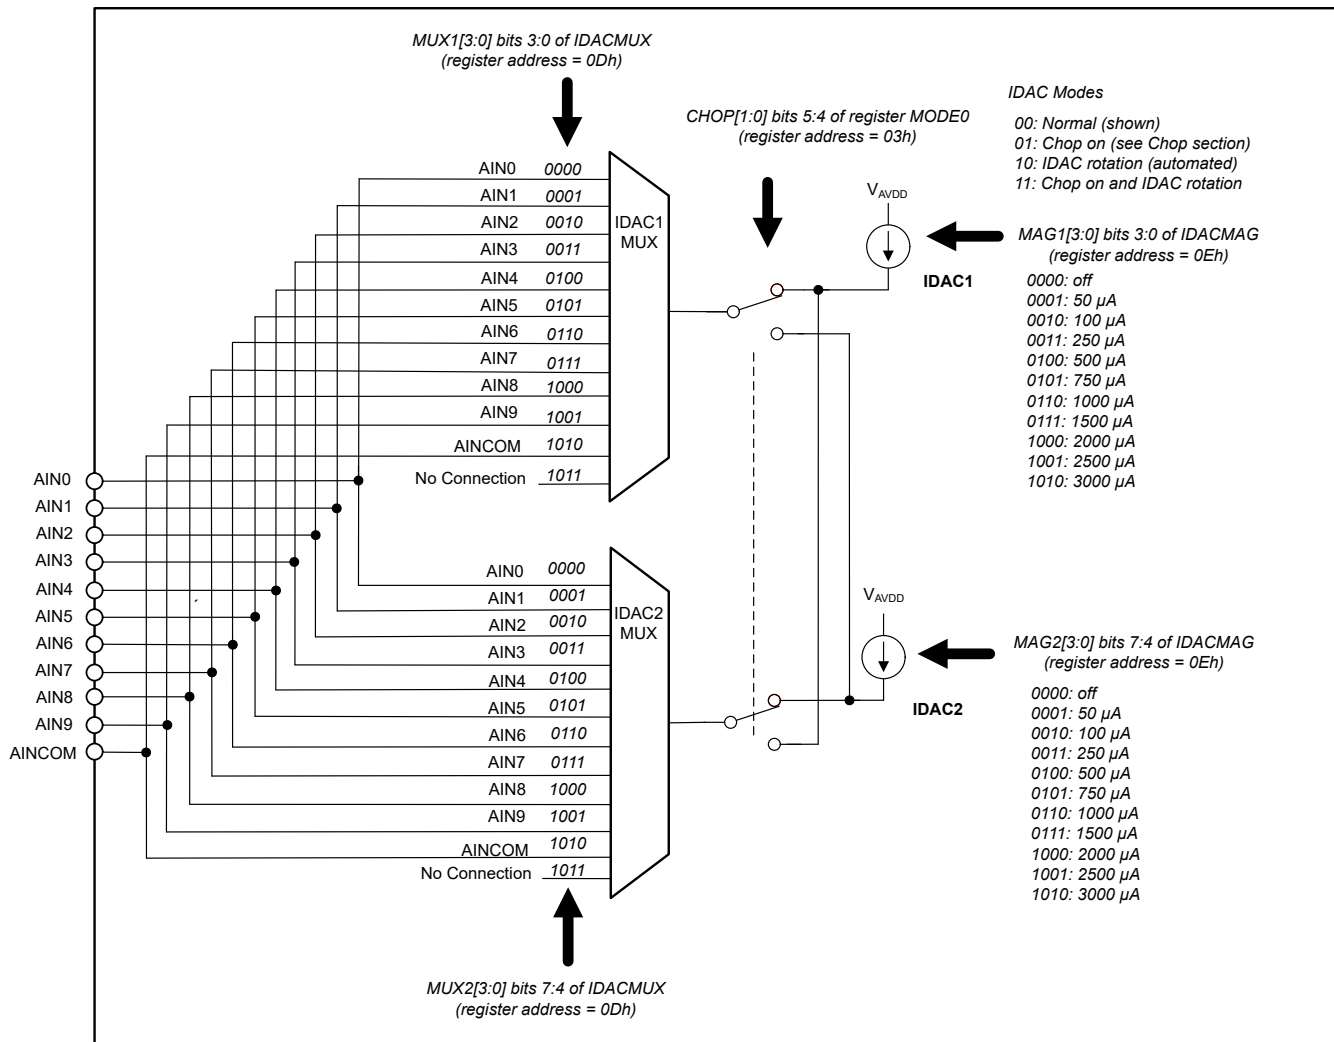 MUX1[3:0] bits 3:0 of IDACMUX
(register address = 0Dh)
IDAC Modes
00: Normal (shown)
01: Chop on (see Chop section)
10: IDAC rotation (automated)
11: Chop on and IDAC rotation
CHOP[1:0] bits 5:4 of register MODE0
(register address = 03h)
AIN0 0000
AIN1 0001
AIN2 0010
AIN3 0011
AIN4 0100
AIN5 0101
AIN6 0110
AIN7 0111
AIN8 1000
AIN9 1001
AINCOM 1010
No Connection 1011
IDAC1
MUX
VAVDD
IDAC1
MAG1[3:0] bits 3:0 of IDACMAG
(register address = 0Eh)
0000: off
0001: 50 µA
0010: 100 µA
0011: 250 µA
0100: 500 µA
0101: 750 µA
0110: 1000 µA
0111: 1500 µA
1000: 2000 µA
1001: 2500 µA
1010: 3000 µA
AIN0
AIN1
AIN2
AIN3
AIN4
AIN5
AIN6
AIN7
AIN8
AIN9
AINCOM
AIN0 0000
AIN1 0001
AIN2 0010
AIN3 0011
AIN4 0100
AIN5 0101
AIN6 0110
AIN7 0111
AIN8 1000
AIN9 1001
AINCOM 1010
No Connection 1011
IDAC2
MUX
VAVDD
IDAC2
MAG2[3:0] bits 7:4 of IDACMAG
(register address = 0Eh)
0000: off
0001: 50 µA
0010: 100 µA
0011: 250 µA
0100: 500 µA
0101: 750 µA
0110: 1000 µA
0111: 1500 µA
1000: 2000 µA
1001: 2500 µA
1010: 3000 µA
MUX2[3:0] bits 7:4 of IDACMUX
(register address = 0Dh)